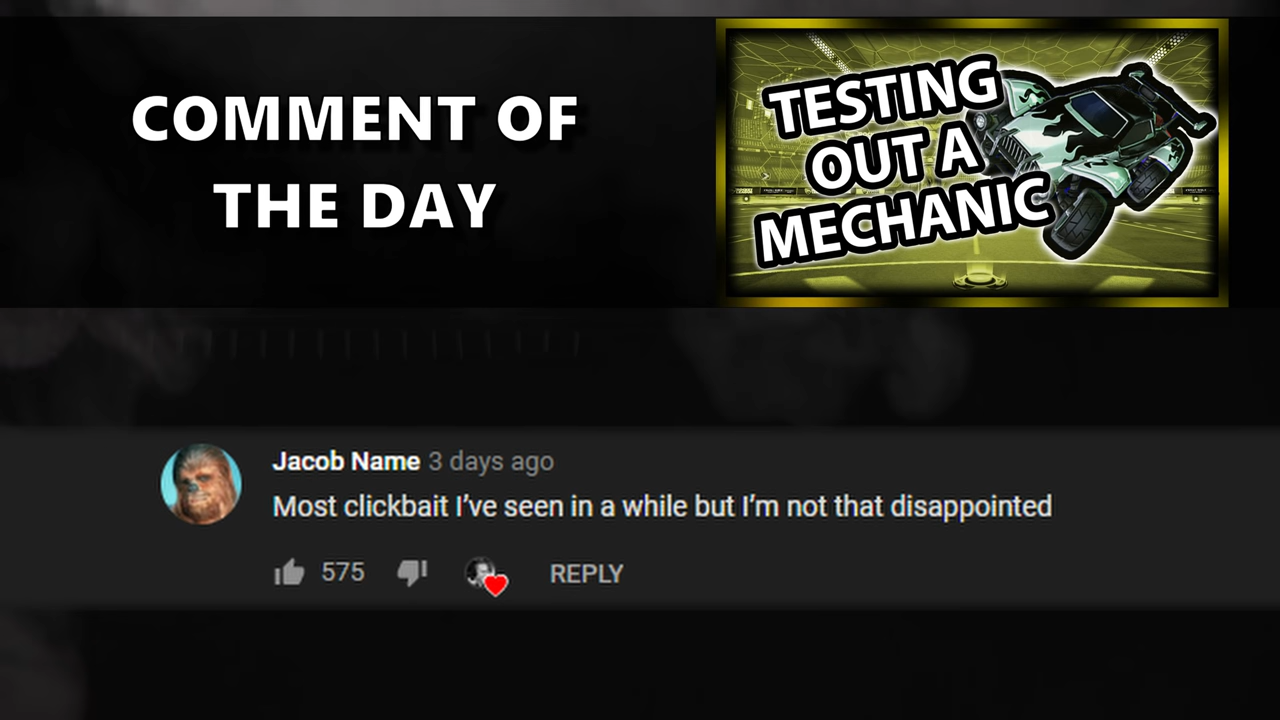 COMMENT OF
THE DAY
TESTING
OUT A
MECHANIC
Jacob Name 3 days ago
Most clickbait I've seen in a while but I'm not that disappointed
575 REPLY